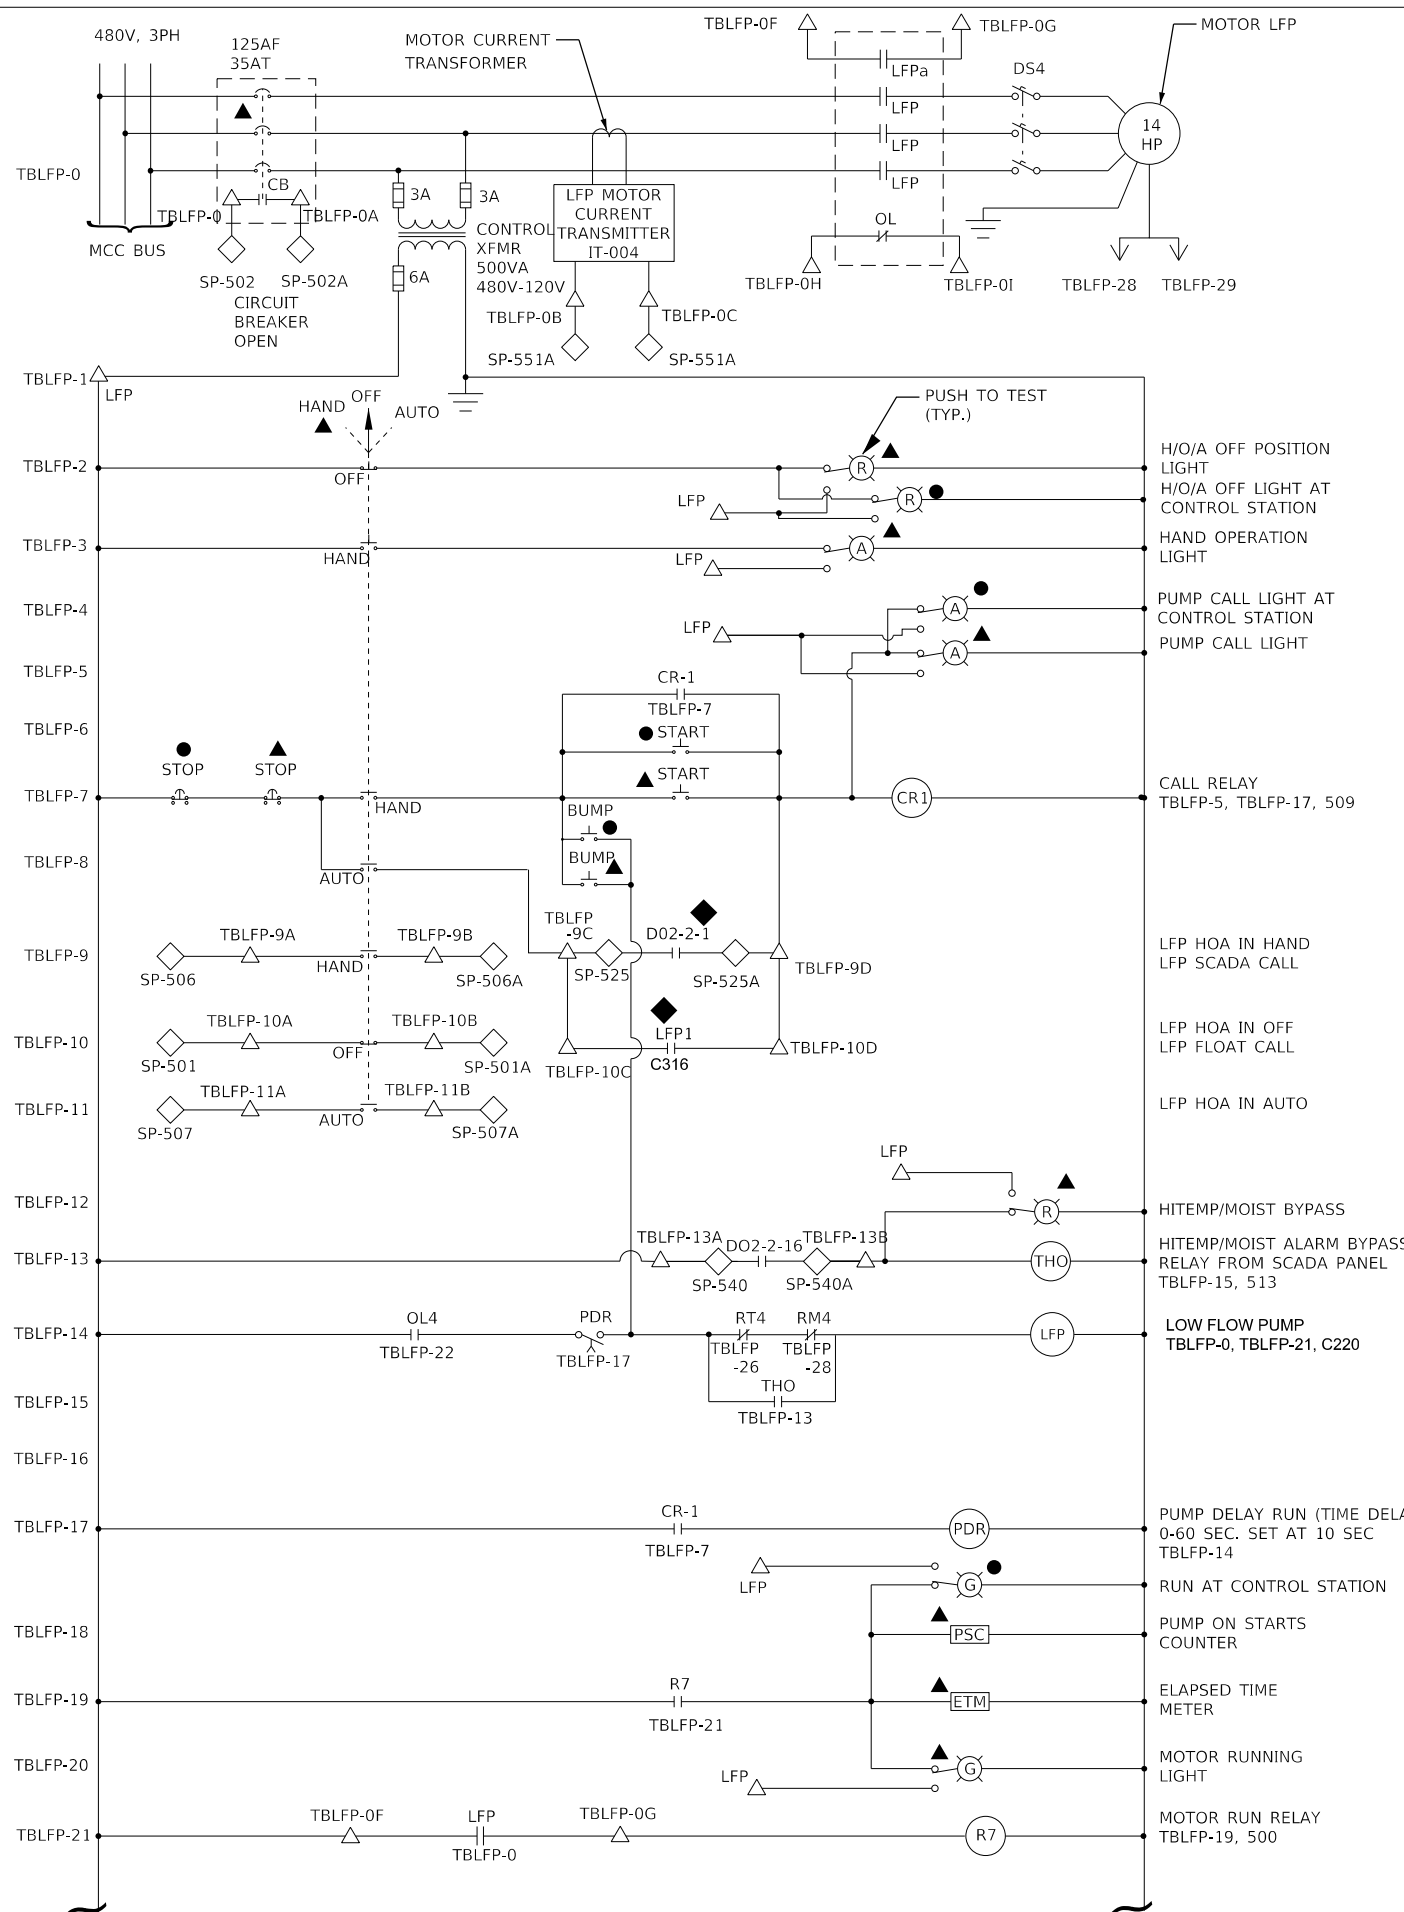 480V, 3PH
125AF
35AT
MOTOR CURRENT
TRANSFORMER
TBLFP-0F
TBLFP-0G
MOTOR LFP
LFPa
DS4
LFP
LFP
LFP
14
HP
TBLFP-0
CB
TBLFP-0
TBLFP-0A
MCC BUS
SP-502
SP-502A
CIRCUIT
BREAKER
OPEN
3A
3A
6A
CONTROL
XFMR
500VA
480V-120V
LFP MOTOR
CURRENT
TRANSMITTER
IT-004
TBLFP-0B
TBLFP-0C
SP-551A
SP-551A
OL
TBLFP-0H
TBLFP-0I
TBLFP-28
TBLFP-29
TBLFP-1
LFP
HAND
OFF
AUTO
PUSH TO TEST
(TYP.)
TBLFP-2
OFF
R
H/O/A OFF POSITION
LIGHT
LFP
R
H/O/A OFF LIGHT AT
CONTROL STATION
TBLFP-3
HAND
LFP
A
HAND OPERATION
LIGHT
TBLFP-4
LFP
A
PUMP CALL LIGHT AT
CONTROL STATION
A
PUMP CALL LIGHT
TBLFP-5
CR-1
TBLFP-7
TBLFP-6
START
STOP
STOP
START
TBLFP-7
HAND
CR1
CALL RELAY
TBLFP-5, TBLFP-17, 509
BUMP
TBLFP-8
AUTO
BUMP
TBLFP-9
TBLFP-9A
HAND
TBLFP-9B
SP-506
SP-506A
TBLFP
-9C
SP-525
D02-2-1
SP-525A
TBLFP-9D
LFP HOA IN HAND
LFP SCADA CALL
TBLFP-10
TBLFP-10A
OFF
TBLFP-10B
SP-501
SP-501A
TBLFP-10C
LFP1
C316
TBLFP-10D
LFP HOA IN OFF
LFP FLOAT CALL
TBLFP-11
TBLFP-11A
AUTO
TBLFP-11B
SP-507
SP-507A
LFP HOA IN AUTO
LFP
TBLFP-12
R
HITEMP/MOIST BYPASS
TBLFP-13
TBLFP-13A
SP-540
DO2-2-16
SP-540A
TBLFP-13B
THO
HITEMP/MOIST ALARM BYPASS
RELAY FROM SCADA PANEL
TBLFP-15, 513
TBLFP-14
OL4
TBLFP-22
PDR
TBLFP-17
RT4
TBLFP
-26
RM4
TBLFP
-28
LFP
LOW FLOW PUMP
TBLFP-0, TBLFP-21, C220
TBLFP-15
THO
TBLFP-13
TBLFP-16
TBLFP-17
CR-1
TBLFP-7
PDR
PUMP DELAY RUN (TIME DELA
0-60 SEC. SET AT 10 SEC
TBLFP-14
LFP
G
RUN AT CONTROL STATION
TBLFP-18
PSC
PUMP ON STARTS
COUNTER
TBLFP-19
R7
TBLFP-21
ETM
ELAPSED TIME
METER
TBLFP-20
LFP
G
MOTOR RUNNING
LIGHT
TBLFP-21
TBLFP-0F
LFP
TBLFP-0
TBLFP-0G
R7
MOTOR RUN RELAY
TBLFP-19, 500